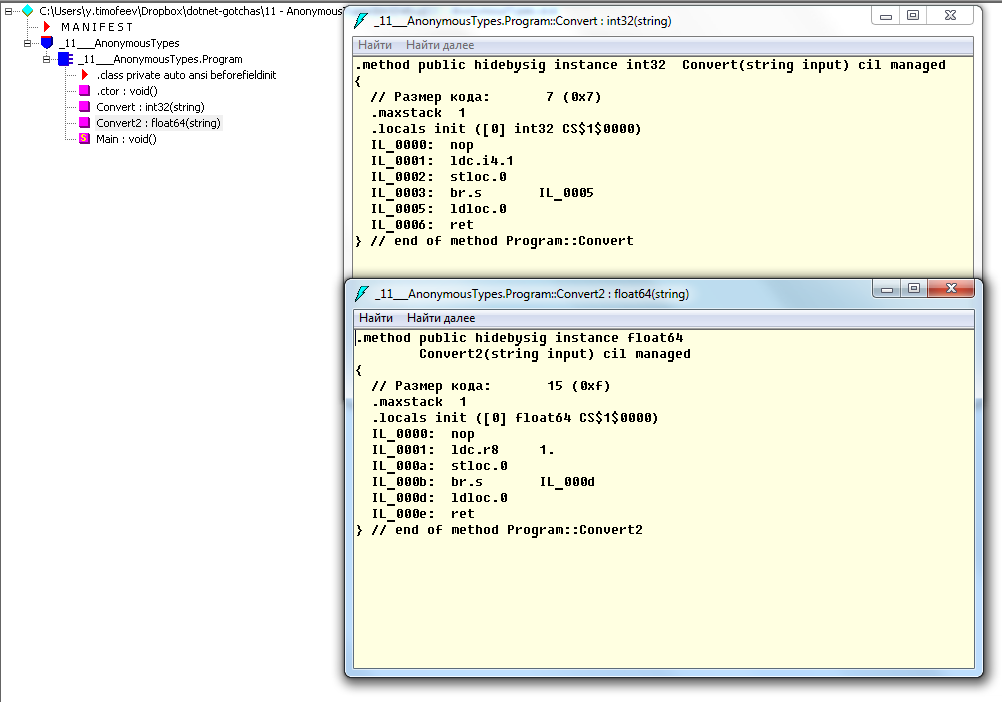 C:\Users\y.timofeev\Dropbox\dotnet-gotchas\11 - Anonymous
M A N I F E S T
_11___AnonymousTypes
_11___AnonymousTypes.Program
.class private auto ansi beforefieldinit
.ctor : void()
Convert : int32(string)
Convert2 : float64(string)
Main : void()
_11___AnonymousTypes.Program::Convert : int32(string)
Найти Найти далее
.method public hidebysig instance int32  Convert(string input) cil managed
{
// Размер кода:       7 (0x7)
.maxstack  1
.locals init ([0] int32 CS$1$0000)
IL_0000:  nop
IL_0001:  ldc.i4.1
IL_0002:  stloc.0
IL_0003:  br.s       IL_0005
IL_0005:  ldloc.0
IL_0006:  ret
} // end of method Program::Convert
_11___AnonymousTypes.Program::Convert2 : float64(string)
Найти Найти далее
.method public hidebysig instance float64
Convert2(string input) cil managed
{
// Размер кода:       15 (0xf)
.maxstack  1
.locals init ([0] float64 CS$1$0000)
IL_0000:  nop
IL_0001:  ldc.r8     1.
IL_000a:  stloc.0
IL_000b:  br.s       IL_000d
IL_000d:  ldloc.0
IL_000e:  ret
} // end of method Program::Convert2